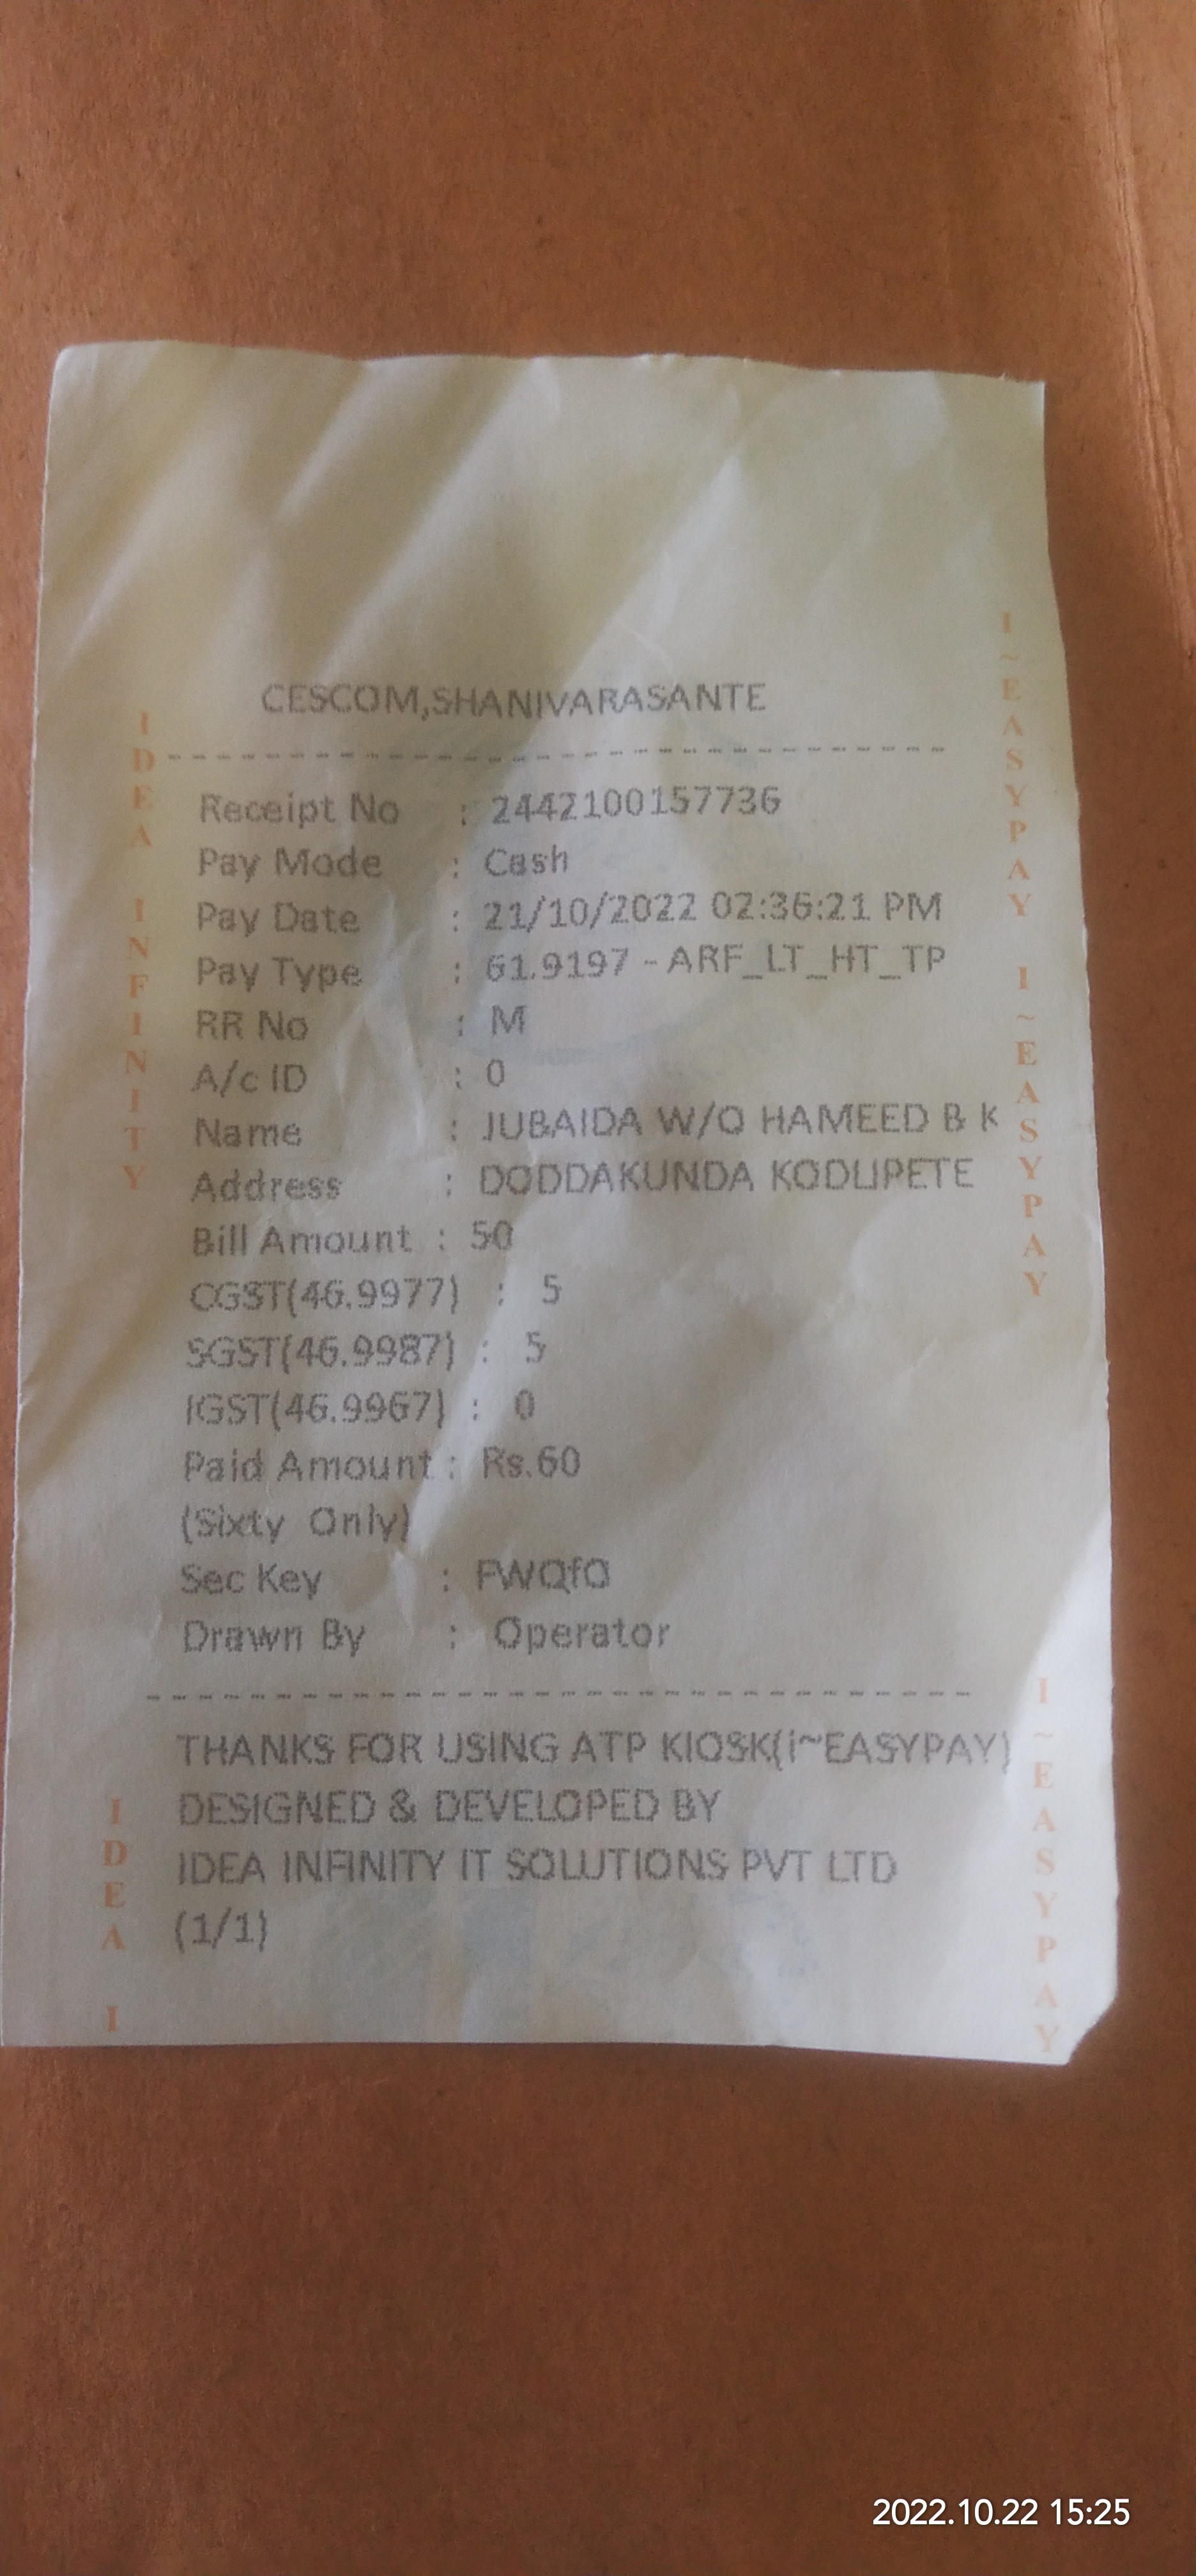 CESCOM,SHANIVARASANTE
Receipt No : 2442100157736
Pay Mode : Cash
Pay Date : 21/10/2022 02:36:21 PM
Pay Type : 61.9197 - ARF_LT_HT_TP
RR No : M
A/c ID : 0
Name : JUBAIDA W/O HAMEED B K
Address : DODDAKUNDA KODLIPETE
Bill Amount : 50
CGST(46.9977) : 5
SGST(46.9987) : 5
IGST(46.9967) : 0
Paid Amount : Rs.60
(Sixty Only)
Sec Key : FWQfO
Drawn By : Operator
THANKS FOR USING ATP KIOSK(i~EASYPAY)
DESIGNED & DEVELOPED BY
IDEA INFINITY IT SOLUTIONS PVT LTD
(1/1)
IDEA INFINITY
IDEA I
I~EASYPAY I~EASYPAY
I~EASYPAY
2022.10.22 15:25